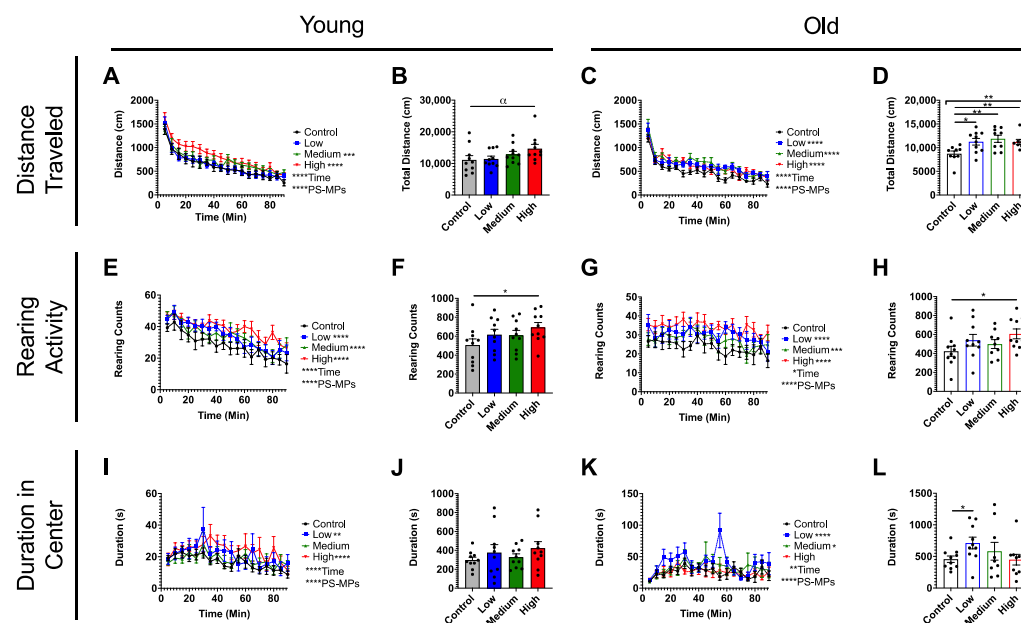 Young
Old
Distance
Traveled
A
Distance (cm)
2000
1500
1000
500
0
0
20
40
60
80
Time (Min)
Control
Low
Medium ***
High ****
****Time
****PS-MPs
B
Total Distance (cm)
30,000
20,000
10,000
0
α
Control
Low
Medium
High
C
Distance (cm)
2000
1500
1000
500
0
0
20
40
60
80
Time (Min)
Control
Low ****
Medium****
High ****
****Time
****PS-MPs
D
Total Distance (cm)
20,000
15,000
10,000
5,000
0
**
**
**
*
Control
Low
Medium
High
Rearing
Activity
E
Rearing Counts
60
40
20
0
0
20
40
60
80
Time (Min)
Control
Low ****
Medium****
High****
****Time
****PS-MPs
F
Rearing Counts
1000
800
600
400
200
0
*
Control
Low
Medium
High
G
Rearing Counts
50
40
30
20
10
0
0
20
40
60
80
Time (Min)
Control
Low ****
Medium***
High ****
*Time
****PS-MPs
H
Rearing Counts
1000
800
600
400
200
0
*
Control
Low
Medium
High
Duration in
Center
I
Duration (s)
60
40
20
0
0
20
40
60
80
Time (Min)
Control
Low **
Medium
High****
****Time
****PS-MPs
J
Duration (s)
1000
800
600
400
200
0
Control
Low
Medium
High
K
Duration (s)
150
100
50
0
0
20
40
60
80
Time (Min)
Control
Low ****
Medium *
High
**Time
****PS-MPs
L
Duration (s)
1500
1000
500
0
*
Control
Low
Medium
High